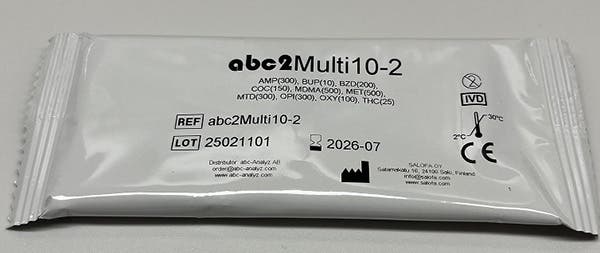 abc2Multi10-2
AMP(300), BUP(10), BZD(200),
COC(150), MDMA(500), MET(500),
MTD(300), OPI(300), OXY(100), THC(25)
2
IVD
REF abc2Multi10-2
30°C
2°C
LOT 25021101
2026-07
CE
Distributor abc-Analyz AB
order@abc-analyz.com
www-abc-analyz.com
SALOFA OY
Satamakatu 16, 24100 Salo, Finland
info@salofa.com
www.salofa.com